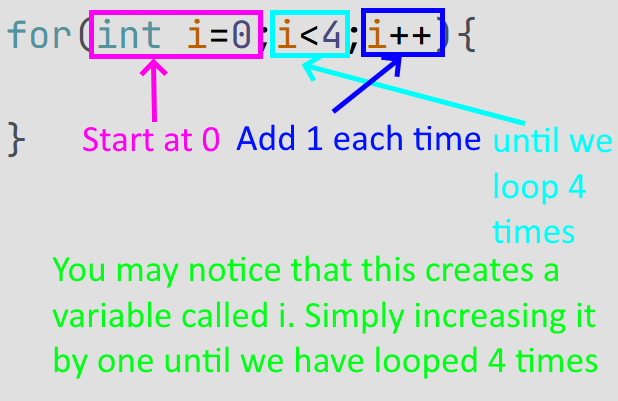 for(int i=0;i<4;i++){
}
Start at 0
Add 1 each time
until we
loop 4
times
You may notice that this creates a
variable called i. Simply increasing it
by one until we have looped 4 times